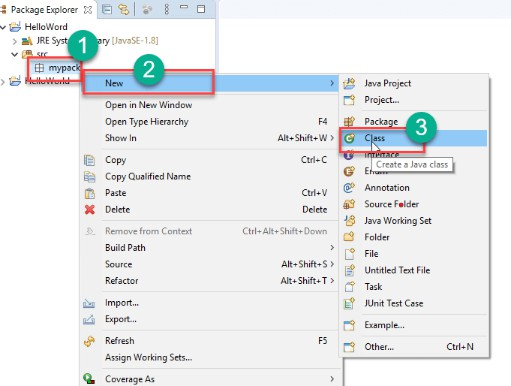 Package Explorer
HelloWord
JRE System Library [JavaSE-1.8]
src
mypack
HelloWorld
1
2
3
New
Open in New Window
Open Type Hierarchy F4
Show In Alt+Shift+W
Copy Ctrl+C
Copy Qualified Name
Paste Ctrl+V
Delete Delete
Remove from Context Ctrl+Alt+Shift+Down
Build Path
Source Alt+Shift+S
Refactor Alt+Shift+T
Import...
Export...
Refresh F5
Assign Working Sets...
Coverage As
Java Project
Project...
Package
Class
Interface
Create a Java class
Enum
Annotation
Source Folder
Java Working Set
Folder
File
Untitled Text File
Task
JUnit Test Case
Example...
Other... Ctrl+N